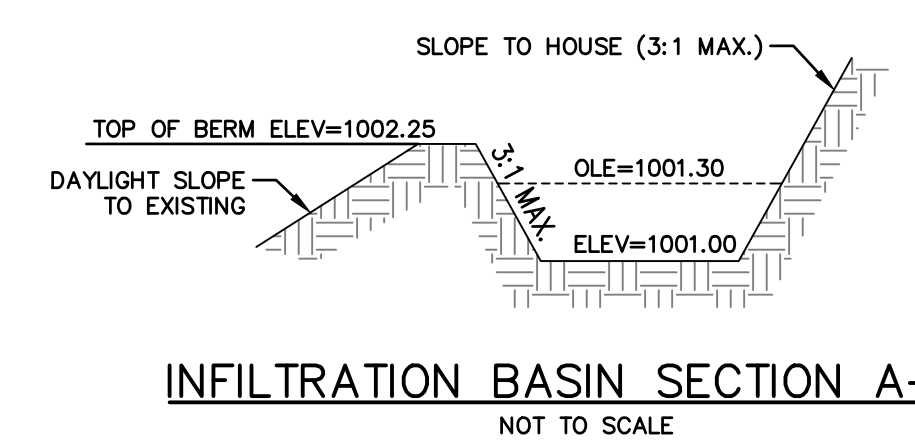 SLOPE TO HOUSE (3:1 MAX.)
TOP OF BERM ELEV=1002.25
DAYLIGHT SLOPE
TO EXISTING
3:1 MAX.
OLE=1001.30
ELEV=1001.00
INFILTRATION BASIN SECTION A-
NOT TO SCALE